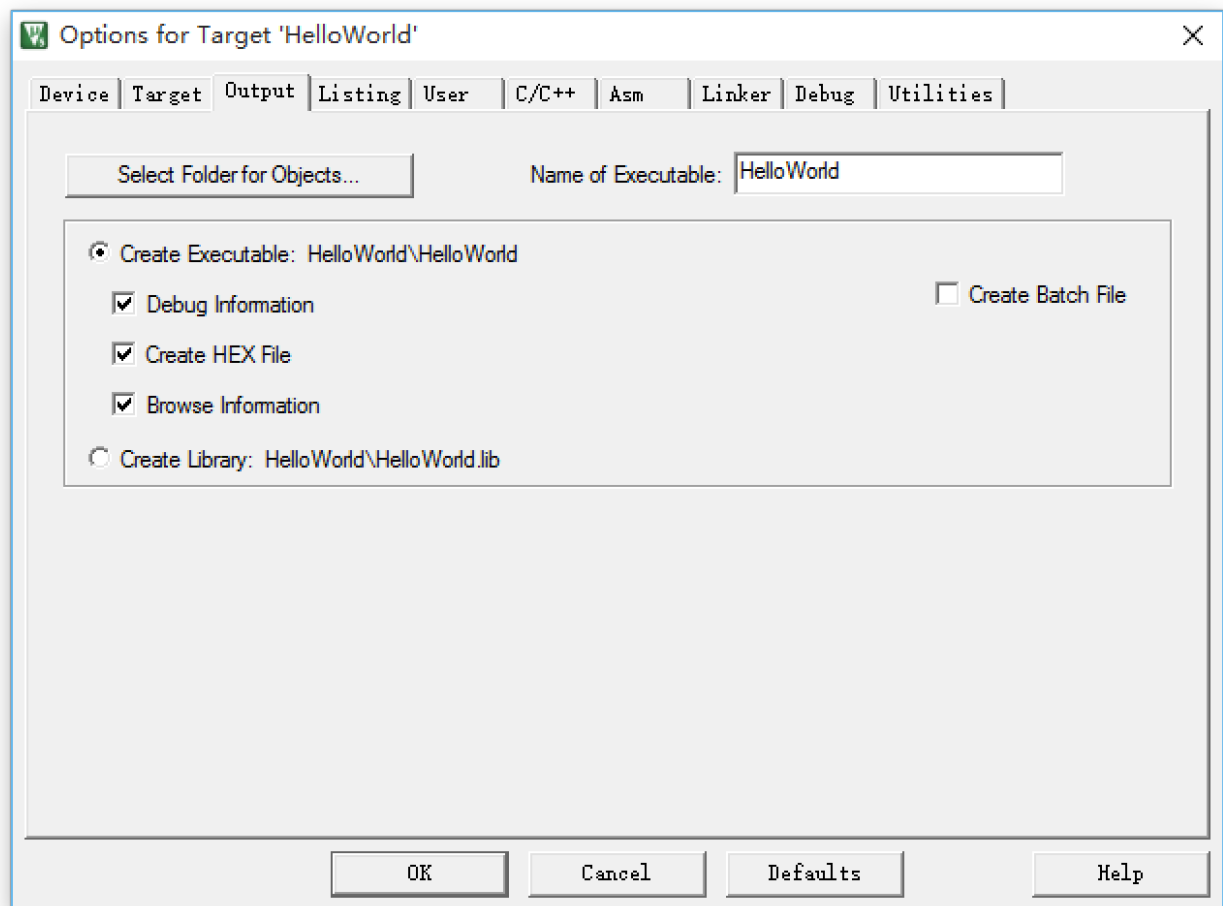 Options for Target 'HelloWorld'
Device Target Output Listing User C/C++ Asm Linker Debug Utilities
Select Folder for Objects... Name of Executable: HelloWorld
Create Executable: HelloWorld\HelloWorld
Debug Information
Create Batch File
Create HEX File
Browse Information
Create Library: HelloWorld\HelloWorld.lib
OK Cancel Defaults Help